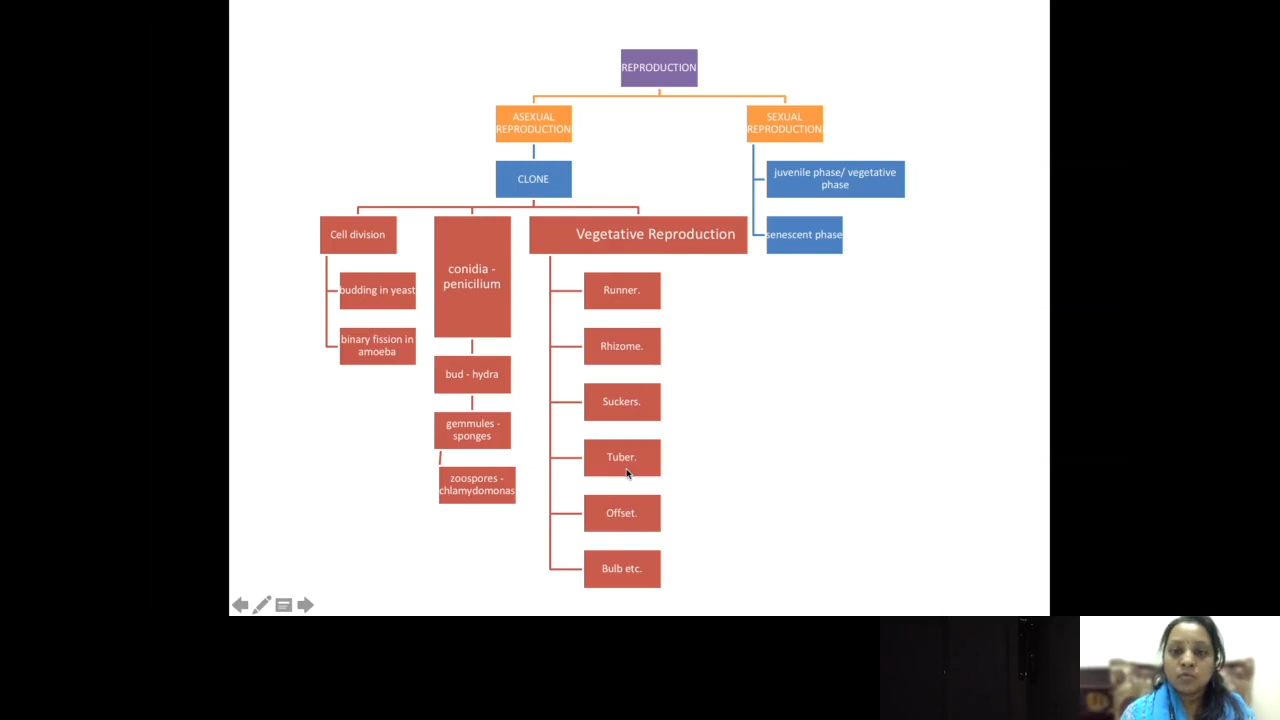 REPRODUCTION
ASEXUAL
REPRODUCTION
SEXUAL
REPRODUCTION
CLONE
juvenile phase/ vegetative
phase
senescent phase
Cell division
budding in yeast
binary fission in
amoeba
conidia -
penicilium
bud - hydra
gemmules -
sponges
zoospores -
chlamydomonas
Vegetative Reproduction
Runner.
Rhizome.
Suckers.
Tuber.
Offset.
Bulb etc.